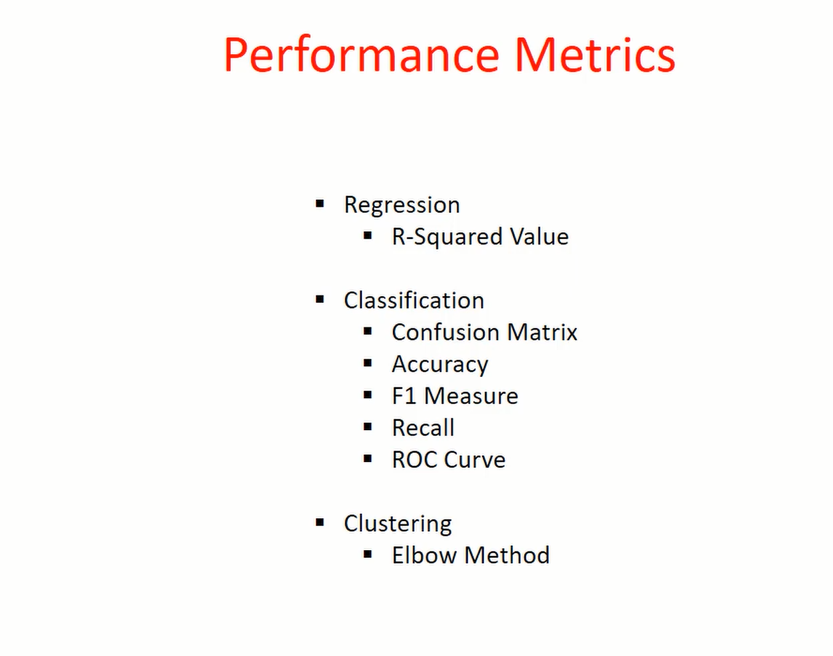 Performance Metrics
▪ Regression
▪ R-Squared Value
▪ Classification
▪ Confusion Matrix
▪ Accuracy
▪ F1 Measure
▪ Recall
▪ ROC Curve
▪ Clustering
▪ Elbow Method